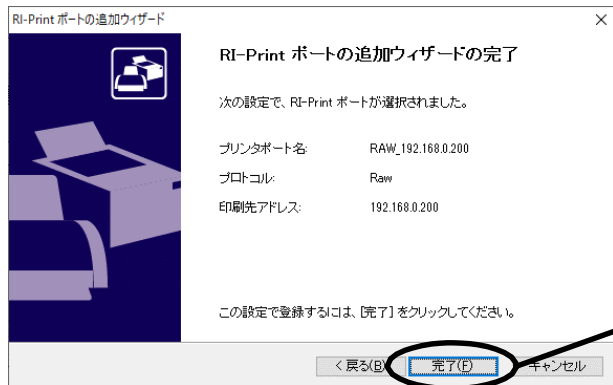 RI-Print ポートの追加ウィザード
RI-Print ポートの追加ウィザードの完了
次の設定で、RI-Print ポートが選択されました。
プリンタポート名: RAW_192.168.0.200
プロトコル: Raw
印刷先アドレス: 192.168.0.200
この設定で登録するには、[完了] をクリックしてください。
< 戻る(B) 完了(F) キャンセル